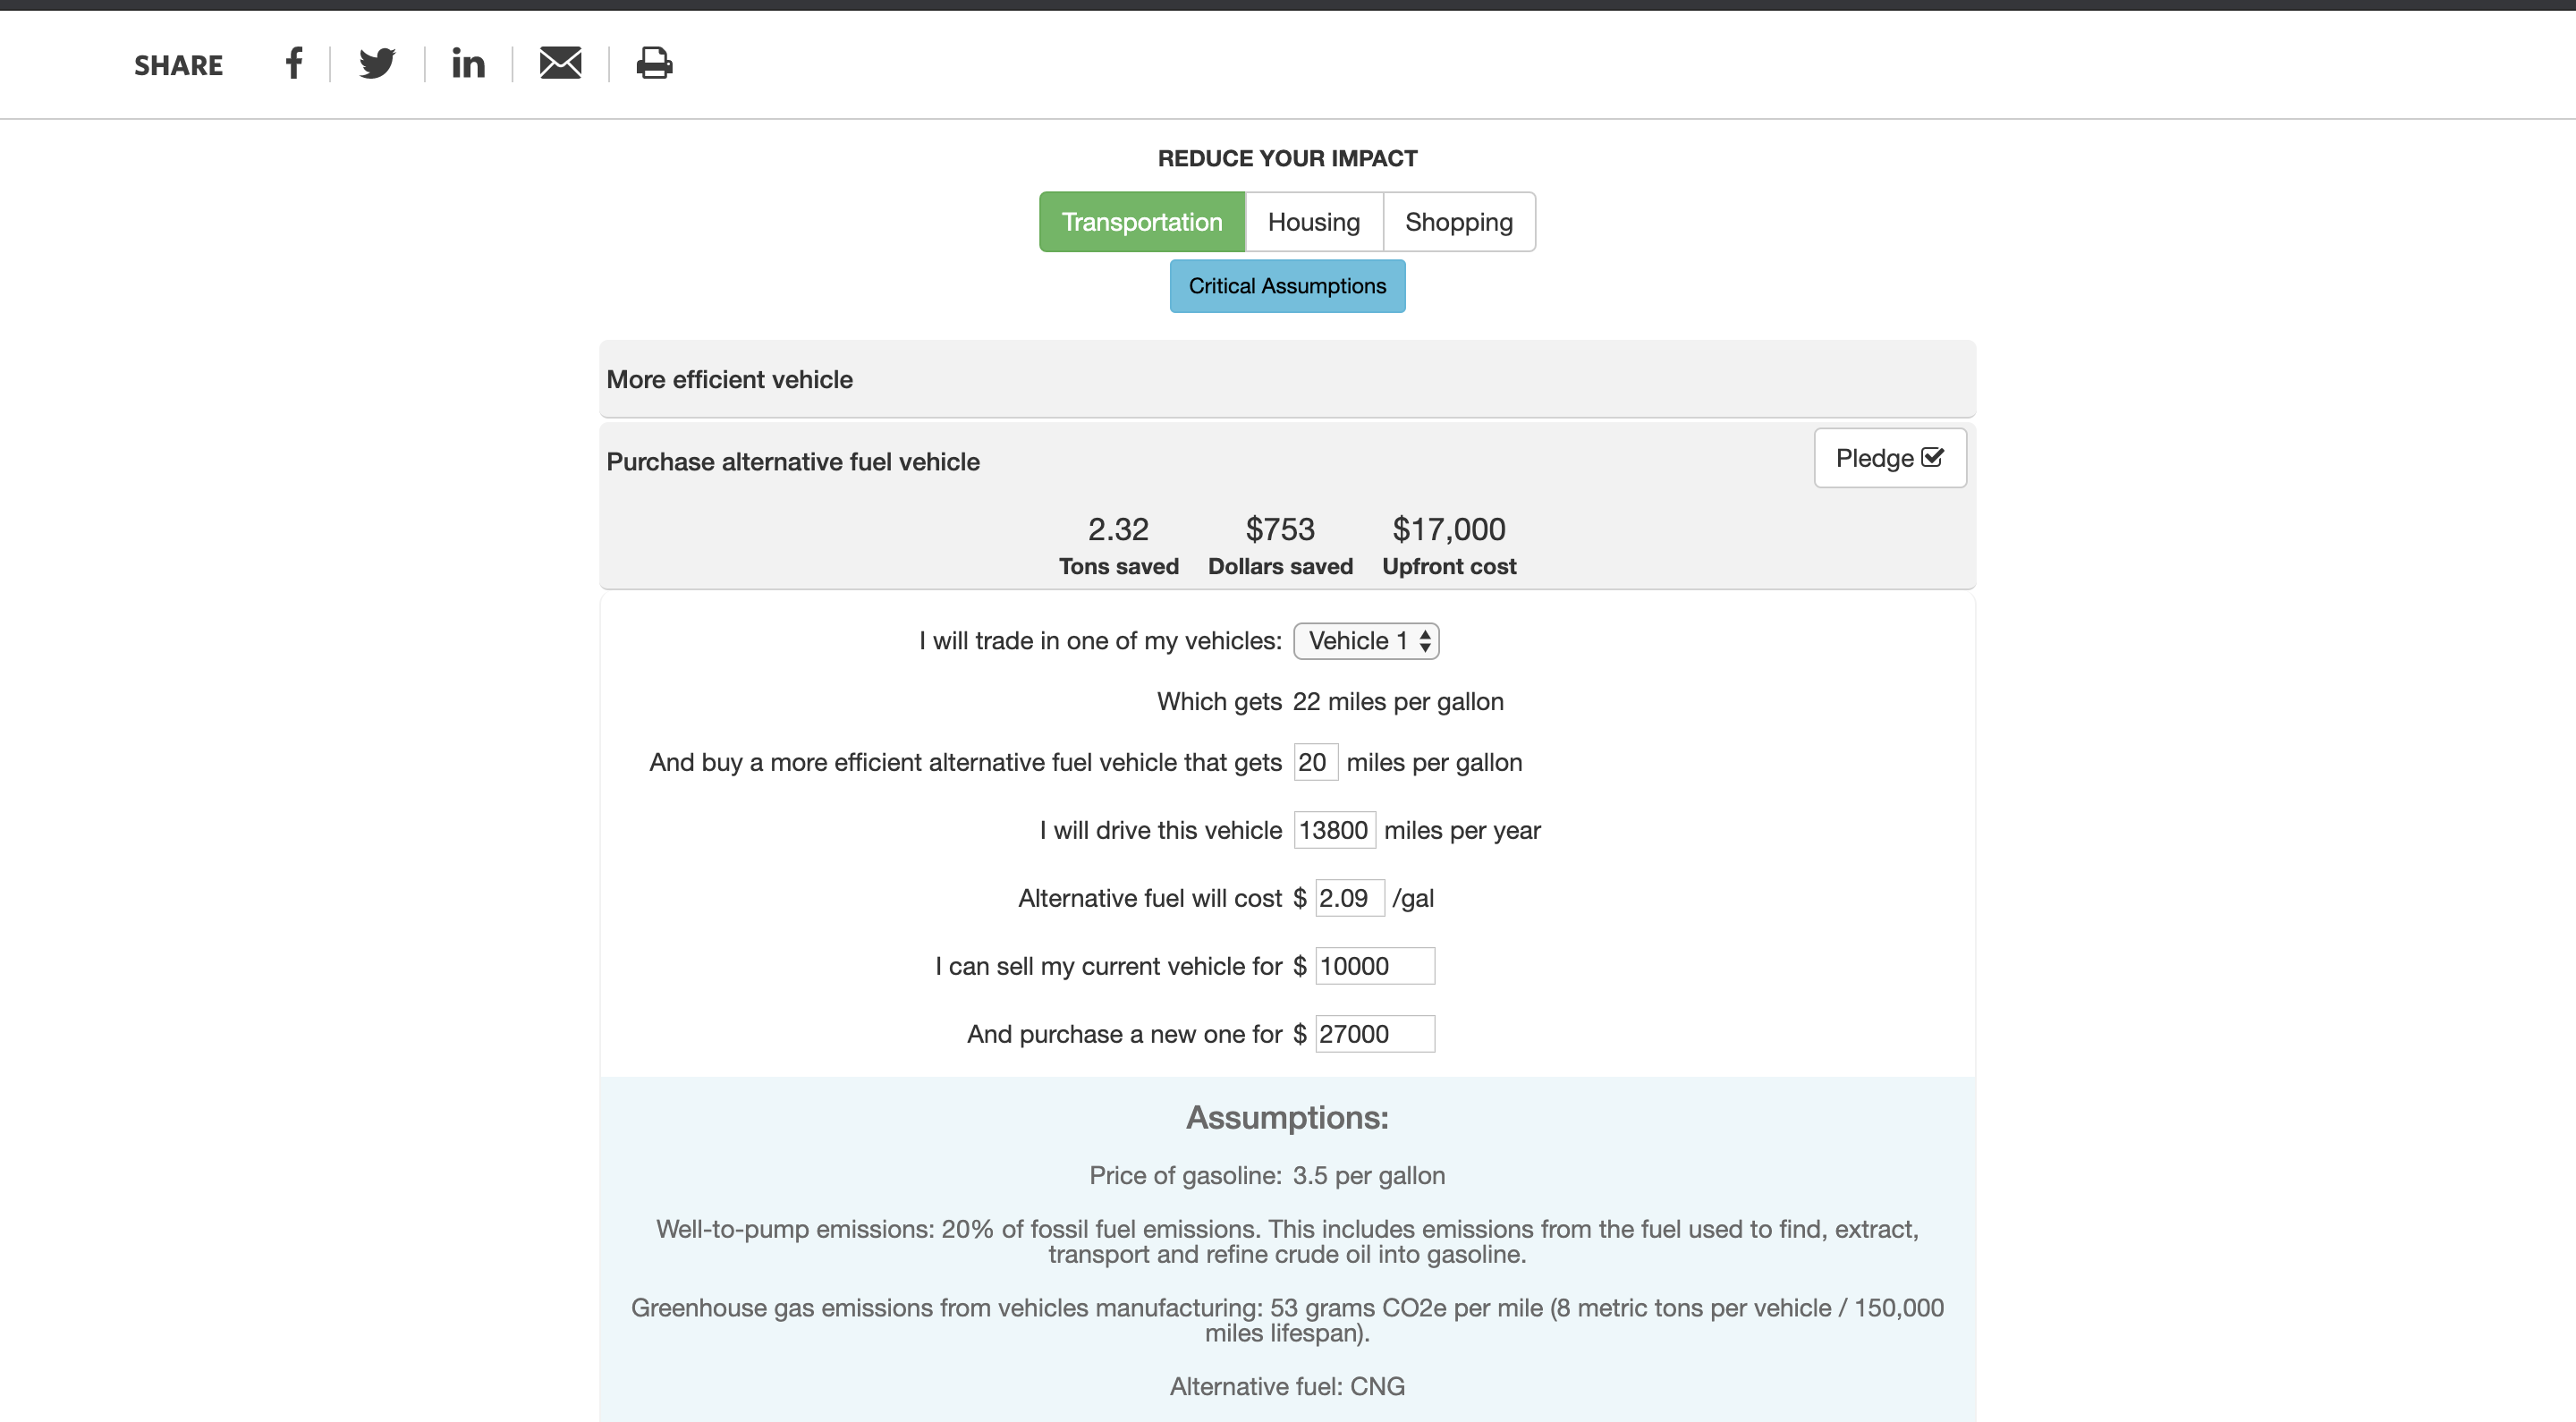 SHARE
REDUCE YOUR IMPACT
Transportation Housing Shopping
Critical Assumptions
More efficient vehicle
Purchase alternative fuel vehicle Pledge
2.32 $753 $17,000
Tons saved Dollars saved Upfront cost
I will trade in one of my vehicles: Vehicle 1
Which gets 22 miles per gallon
And buy a more efficient alternative fuel vehicle that gets 20 miles per gallon
I will drive this vehicle 13800 miles per year
Alternative fuel will cost $ 2.09 /gal
I can sell my current vehicle for $ 10000
And purchase a new one for $ 27000
Assumptions:
Price of gasoline: 3.5 per gallon
Well-to-pump emissions: 20% of fossil fuel emissions. This includes emissions from the fuel used to find, extract,
transport and refine crude oil into gasoline.
Greenhouse gas emissions from vehicles manufacturing: 53 grams CO2e per mile (8 metric tons per vehicle / 150,000
miles lifespan).
Alternative fuel: CNG